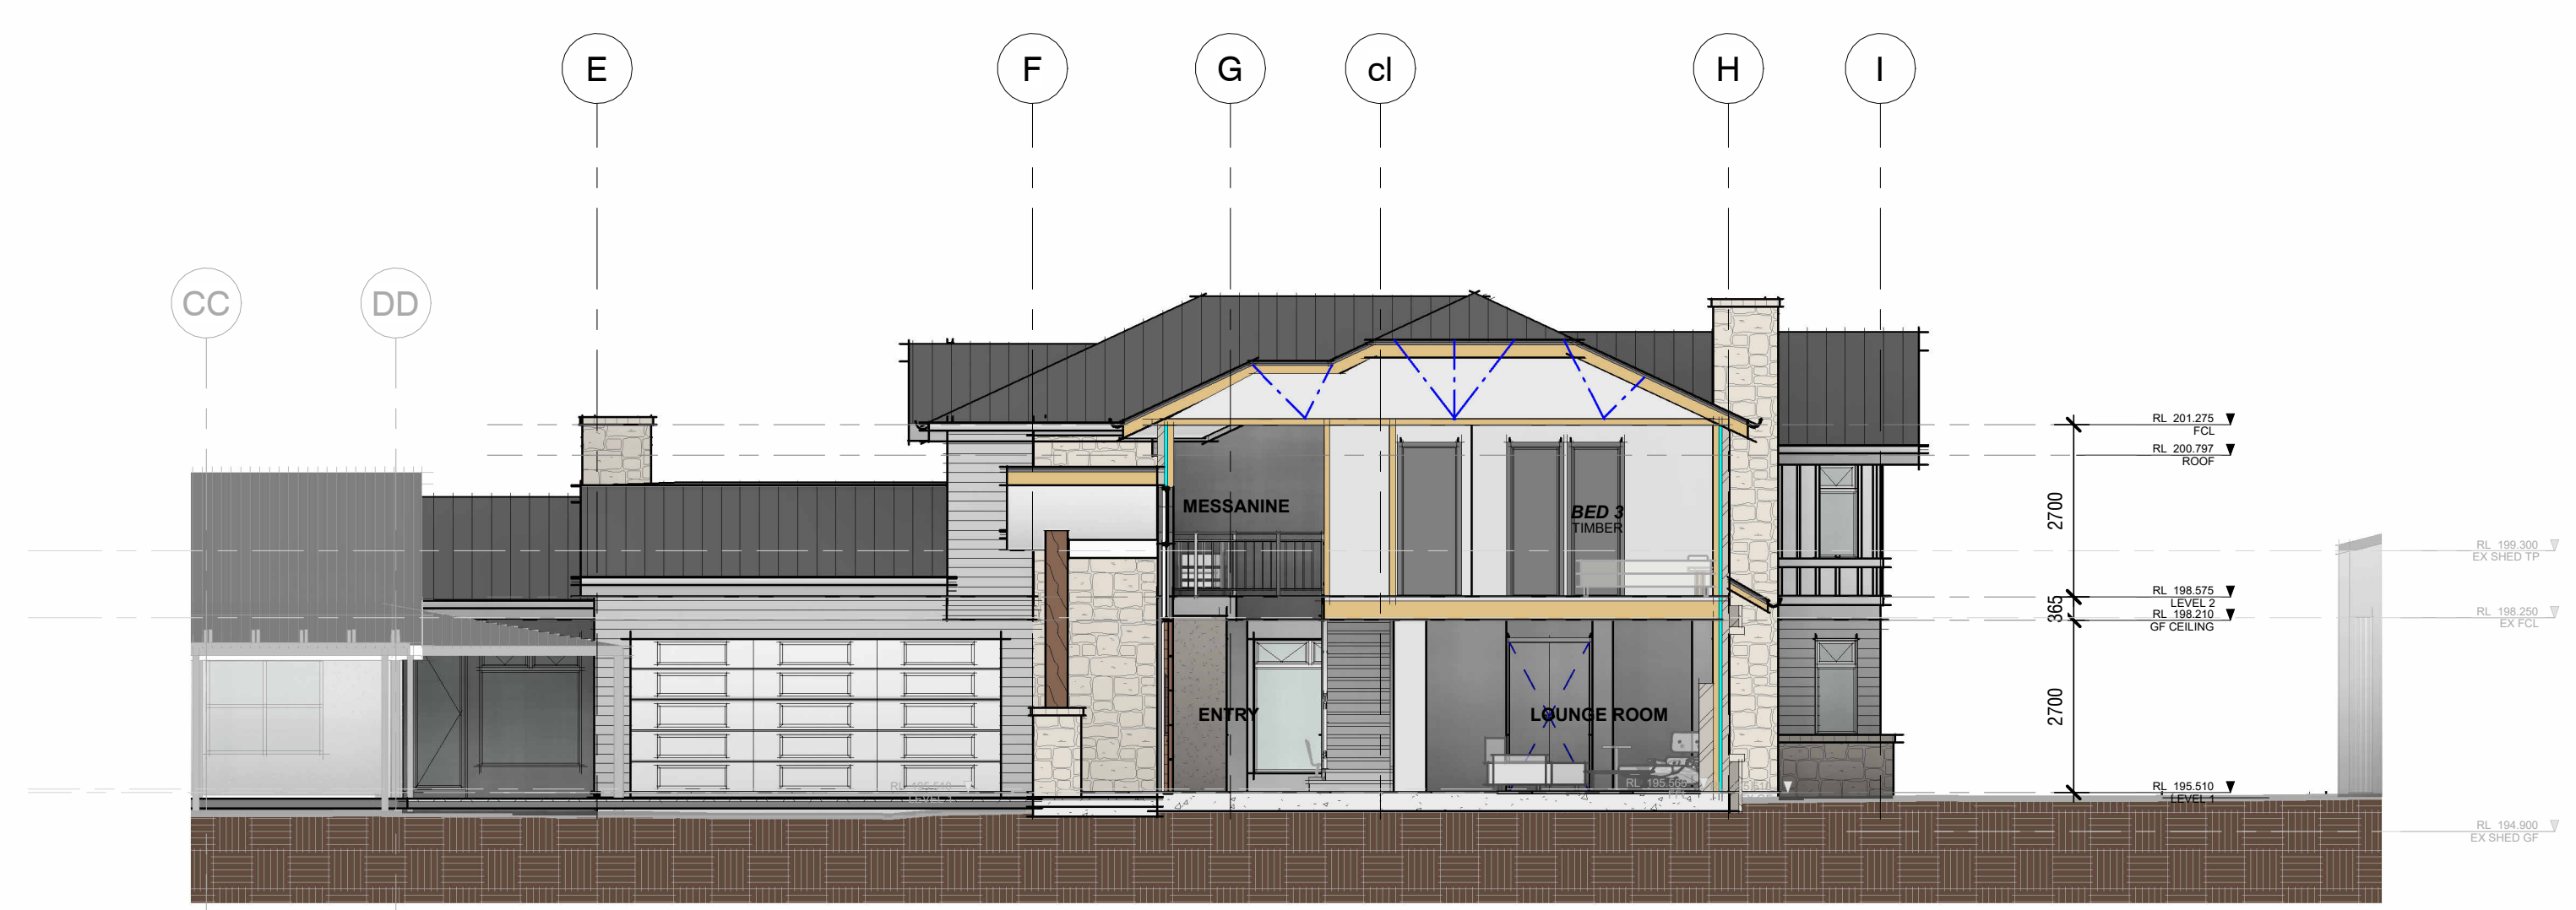 E
F
G
cl
H
I
CC
DD
RL 201.275
FCL
RL 200.797
ROOF
2700
MESSANINE
BED 3
TIMBER
RL 199.300
EX SHED TP
RL 198.575
LEVEL 2
365
RL 198.210
GF CEILING
RL 198.250
EX FCL
2700
ENTRY
LOUNGE ROOM
RL 195.510
LEVEL 1
RL 194.900
EX SHED GF